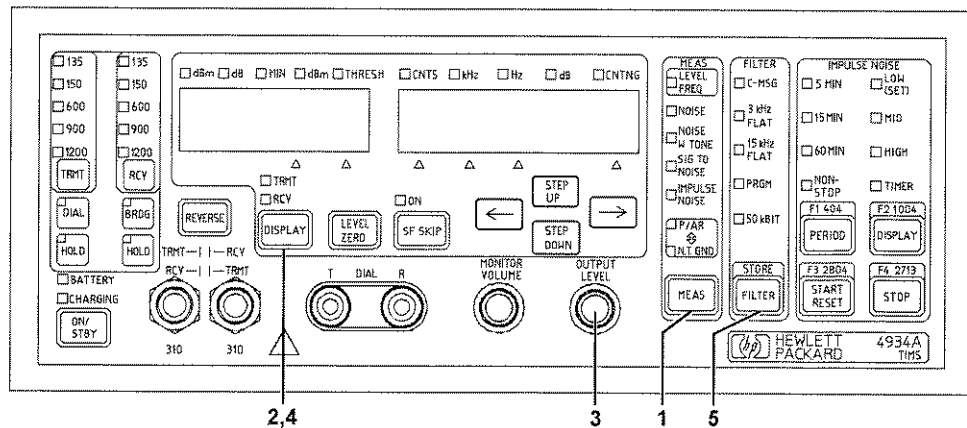 135
150
600
900
1200
TRMT
135
150
600
900
1200
RCV
DIAL
BRDG
HOLD
HOLD
BATTERY
CHARGING
ON/
STBY
REVERSE
TRMT RCV
RCV TRMT
310 310
dBm dB MIN dBm THRESH
CNTS kHz Hz dB CNTNG
TRMT
RCV
DISPLAY
LEVEL
ZERO
ON
SF SKIP
STEP
UP
STEP
DOWN
T DIAL R
MONITOR
VOLUME
OUTPUT
LEVEL
MEAS
LEVEL
FREQ
NOISE
NOISE
W TONE
SIG TO
NOISE
IMPULSE
NOISE
P/AR
N.T GND
MEAS
FILTER
C-MSG
3 kHz
FLAT
15 kHz
FLAT
PRGM
50 kBIT
STORE
FILTER
IMPULSE NOISE
5 MIN
15 MIN
60 MIN
NON-
STOP
LOW
(SET)
MID
HIGH
TIMER
F1 404
PERIOD
F2 1004
DISPLAY
F3 2804
START
RESET
F4 2713
STOP
hp HEWLETT
PACKARD
4934A
TIMS
2,4
3
1
5